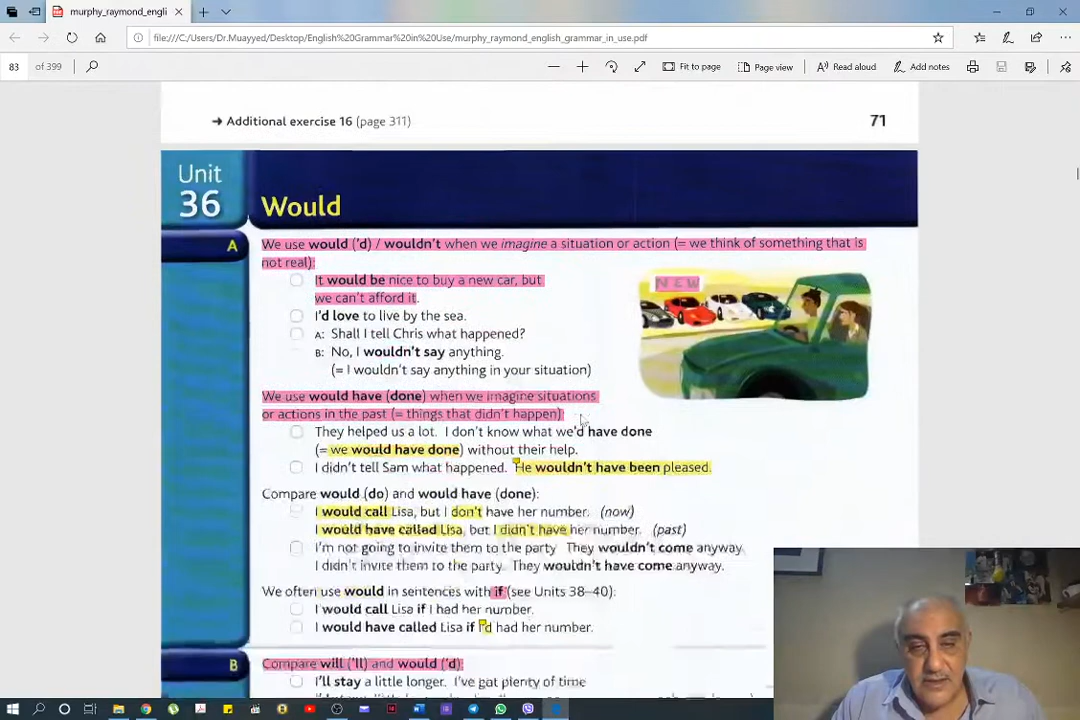 murphy_raymond_engli
file:///C:/Users/Dr.Muayyed/Desktop/English%20Grammar%20in%20Use/murphy_raymond_english_grammar_in_use.pdf
83 of 399 Fit to page Page view Read aloud Add notes
→ Additional exercise 16 (page 311) 71
Unit
36 Would
A We use would ('d) / wouldn't when we imagine a situation or action (= we think of something that is
not real):
It would be nice to buy a new car, but
we can't afford it.
NEW
I'd love to live by the sea.
A: Shall I tell Chris what happened?
B: No, I wouldn't say anything.
(= I wouldn't say anything in your situation)
We use would have (done) when we imagine situations
or actions in the past (= things that didn't happen):
They helped us a lot. I don't know what we'd have done
(= we would have done) without their help.
I didn't tell Sam what happened. He wouldn't have been pleased.
Compare would (do) and would have (done):
I would call Lisa, but I don't have her number. (now)
I would have called Lisa, but I didn't have her number. (past)
I'm not going to invite them to the party. They wouldn't come anyway.
I didn't invite them to the party. They wouldn't have come anyway.
We often use would in sentences with if (see Units 38–40):
I would call Lisa if I had her number.
I would have called Lisa if I'd had her number.
B Compare will ('ll) and would ('d):
I'll stay a little longer. I've got plenty of time